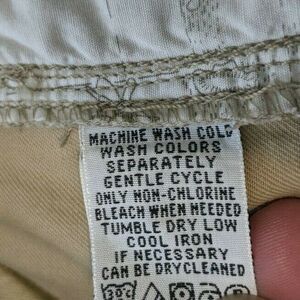 MACHINE WASH COLD
WASH COLORS
SEPARATELY
GENTLE CYCLE
ONLY NON-CHLORINE
BLEACH WHEN NEEDED
TUMBLE DRY LOW
COOL IRON
IF NECESSARY
CAN BE DRYCLEANED
30°C